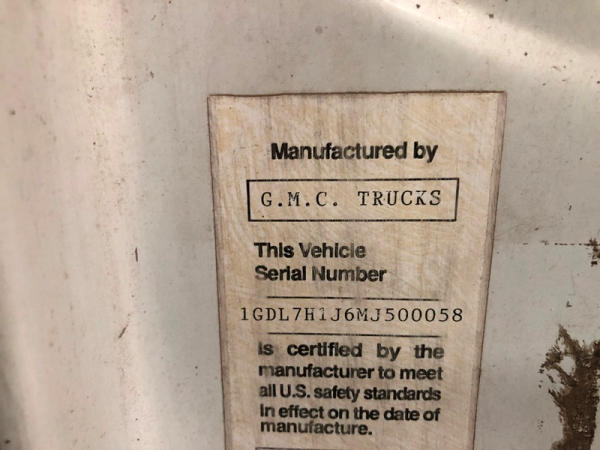 Manufactured by
G.M.C. TRUCKS
This Vehicle
Serial Number
1GDL7H1J6MJ500058
is certified by the
manufacturer to meet
all U.S. safety standards
in effect on the date of
manufacture.